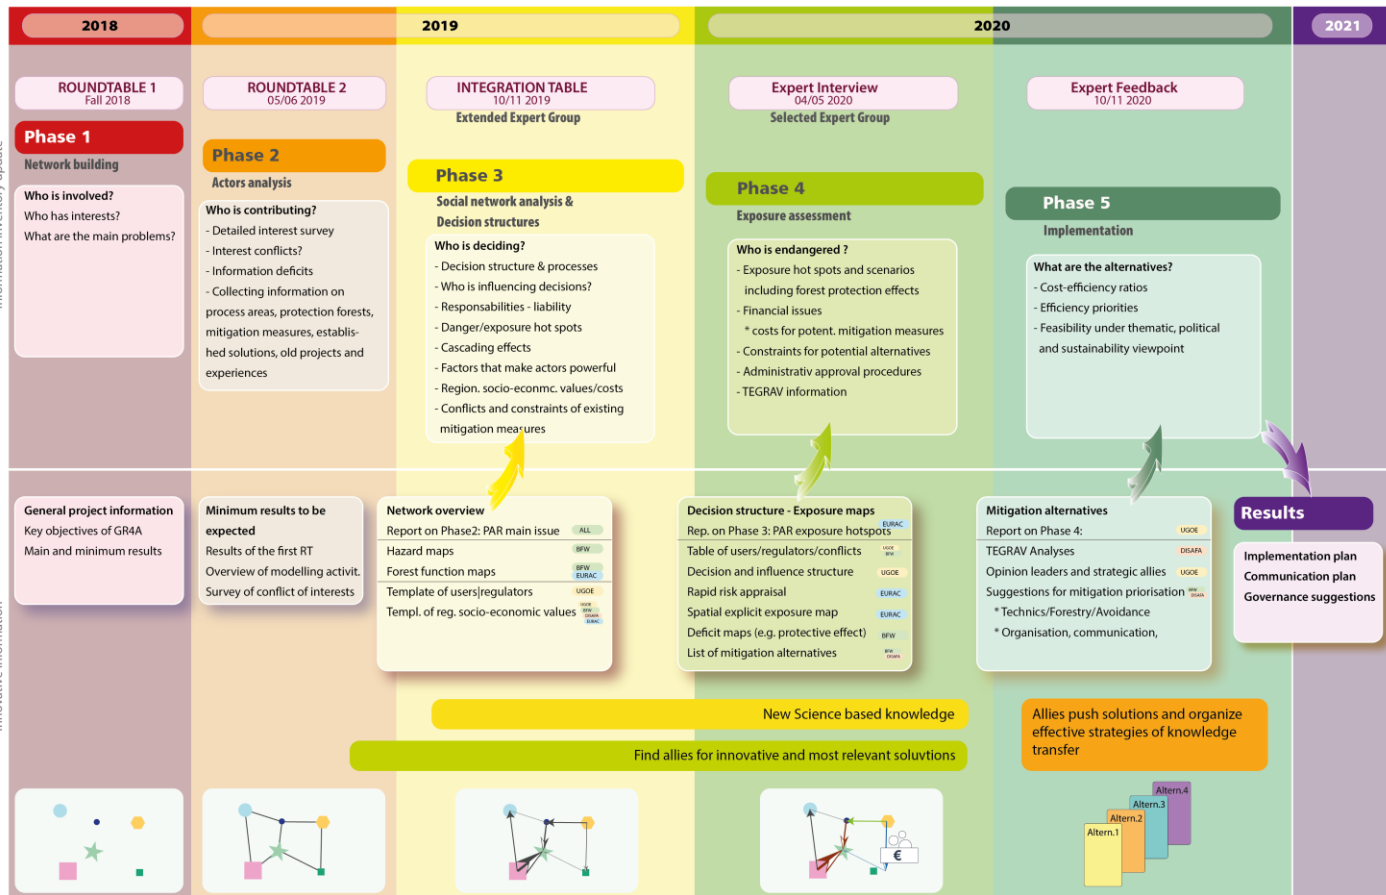 2018
2019
2020
2021
ROUNDTABLE 1
Fall 2018
ROUNDTABLE 2
05/06 2019
INTEGRATION TABLE
10/11 2019
Extended Expert Group
Expert Interview
04/05 2020
Selected Expert Group
Expert Feedback
10/11 2020
Phase 1
Network building
Who is involved?
Who has interests?
What are the main problems?
Phase 2
Actors analysis
Who is contributing?
- Detailed interest survey
- Interest conflicts?
- Information deficits
- Collecting information on
process areas, protection forests,
mitigation measures, establis-
hed solutions, old projects and
experiences
Phase 3
Social network analysis &
Decision structures
Who is deciding?
- Decision structure & processes
- Who is influencing decisions?
- Responsabilities - liability
- Danger/exposure hot spots
- Cascading effects
- Factors that make actors powerful
- Region. socio-econmc. values/costs
- Conflicts and constraints of existing
mitigation measures
Phase 4
Exposure assessment
Who is endangered ?
- Exposure hot spots and scenarios
including forest protection effects
- Financial issues
* costs for potent. mitigation measures
- Constraints for potential alternatives
- Administrativ approval procedures
- TEGRAV information
Phase 5
Implementation
What are the alternatives?
- Cost-efficiency ratios
- Efficiency priorities
- Feasibility under thematic, political
and sustainability viewpoint
General project information
Key objectives of GR4A
Main and minimum results
Minimum results to be
expected
Results of the first RT
Overview of modelling activit.
Survey of conflict of interests
Network overview
Report on Phase2: PAR main issue ALL
Hazard maps BFW
Forest function maps BFW
EURAC
Template of users|regulators UGOE
Templ. of reg. socio-economic values UGOE
BFW
DISAFA
EURAC
Decision structure - Exposure maps
Rep. on Phase 3: PAR exposure hotspots EURAC
Table of users/regulators/conflicts UGOE
BFW
Decision and influence structure UGOE
Rapid risk appraisal EURAC
Spatial explicit exposure map EURAC
Deficit maps (e.g. protective effect) BFW
List of mitigation alternatives BFW
DISAFA
Mitigation alternatives
Report on Phase 4: UGOE
TEGRAV Analyses DISAFA
Opinion leaders and strategic allies UGOE
Suggestions for mitigation priorisation BFW
DISAFA
* Technics/Forestry/Avoidance
* Organisation, communication,
Results
Implementation plan
Communication plan
Governance suggestions
New Science based knowledge
Find allies for innovative and most relevant soluvtions
Allies push solutions and organize
effective strategies of knowledge
transfer
€
Altern.1
Altern.2
Altern.3
Altern.4